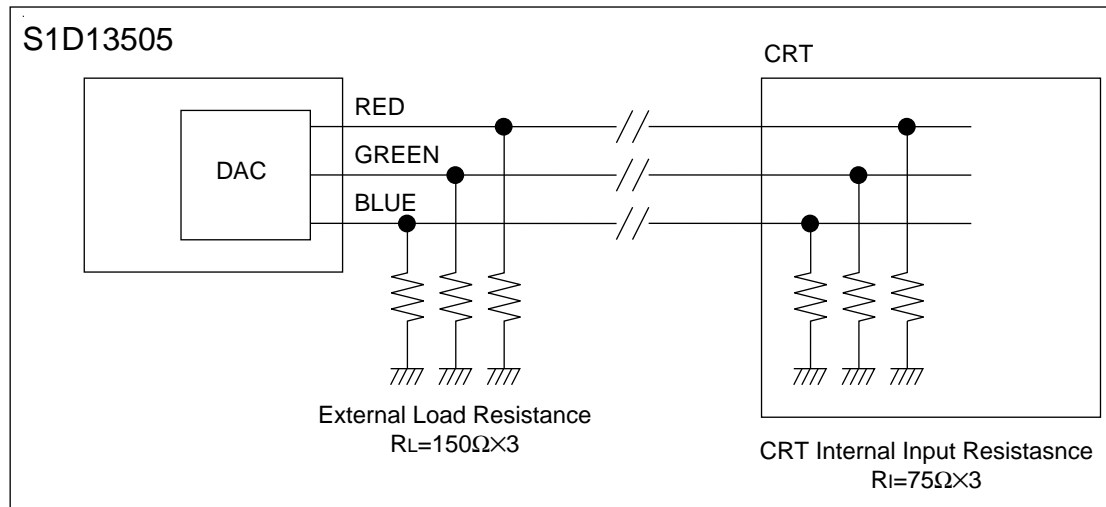 S1D13505
CRT
RED
GREEN
BLUE
DAC
External Load Resistance
RL=150Ω×3
CRT Internal Input Resistasnce
RI=75Ω×3